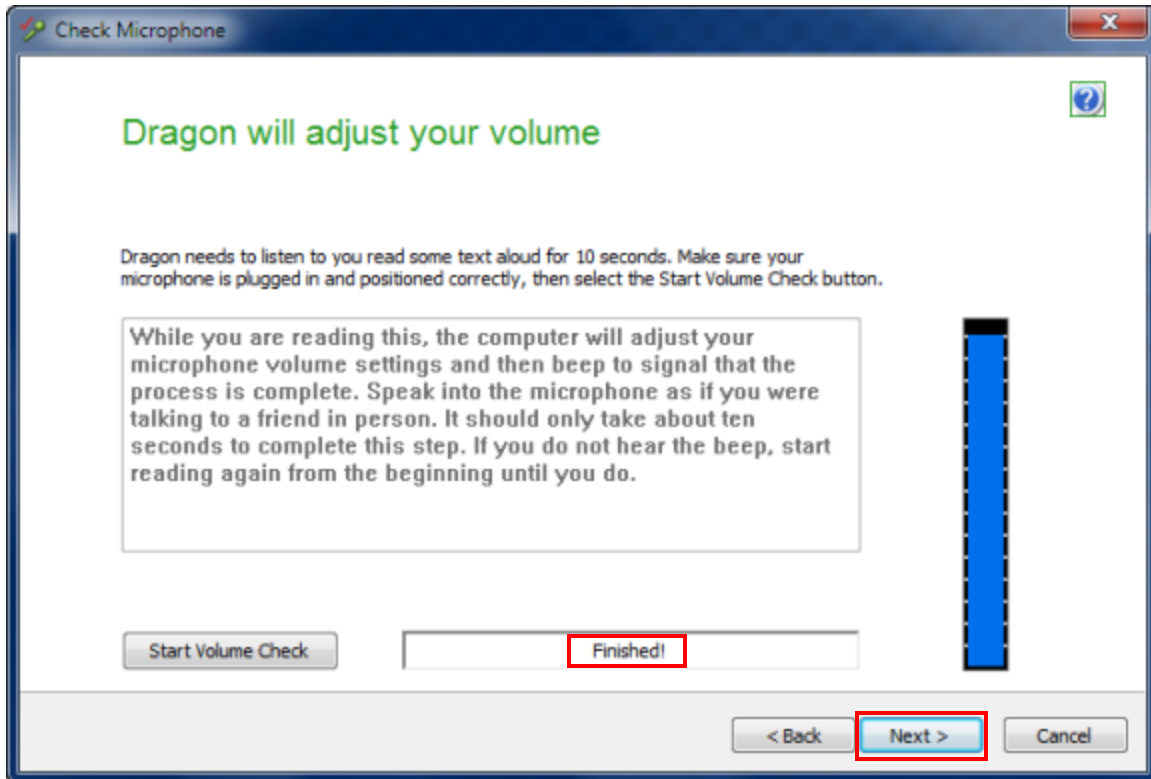 Check Microphone
Dragon will adjust your volume
Dragon needs to listen to you read some text aloud for 10 seconds. Make sure your
microphone is plugged in and positioned correctly, then select the Start Volume Check button.
While you are reading this, the computer will adjust your
microphone volume settings and then beep to signal that the
process is complete. Speak into the microphone as if you were
talking to a friend in person. It should only take about ten
seconds to complete this step. If you do not hear the beep, start
reading again from the beginning until you do.
Start Volume Check
Finished!
< Back
Next >
Cancel